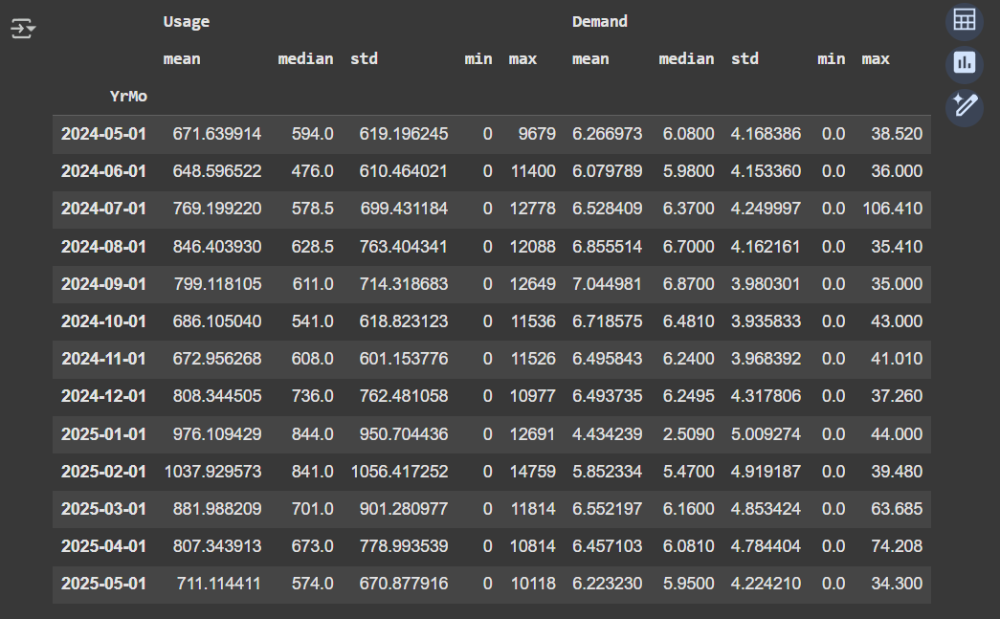 Usage Demand
mean median std min max mean median std min max
YrMo
2024-05-01 671.639914 594.0 619.196245 0 9679 6.266973 6.0800 4.168386 0.0 38.520
2024-06-01 648.596522 476.0 610.464021 0 11400 6.079789 5.9800 4.153360 0.0 36.000
2024-07-01 769.199220 578.5 699.431184 0 12778 6.528409 6.3700 4.249997 0.0 106.410
2024-08-01 846.403930 628.5 763.404341 0 12088 6.855514 6.7000 4.162161 0.0 35.410
2024-09-01 799.118105 611.0 714.318683 0 12649 7.044981 6.8700 3.980301 0.0 35.000
2024-10-01 686.105040 541.0 618.823123 0 11536 6.718575 6.4810 3.935833 0.0 43.000
2024-11-01 672.956268 608.0 601.153776 0 11526 6.495843 6.2400 3.968392 0.0 41.010
2024-12-01 808.344505 736.0 762.481058 0 10977 6.493735 6.2495 4.317806 0.0 37.260
2025-01-01 976.109429 844.0 950.704436 0 12691 4.434239 2.5090 5.009274 0.0 44.000
2025-02-01 1037.929573 841.0 1056.417252 0 14759 5.852334 5.4700 4.919187 0.0 39.480
2025-03-01 881.988209 701.0 901.280977 0 11814 6.552197 6.1600 4.853424 0.0 63.685
2025-04-01 807.343913 673.0 778.993539 0 10814 6.457103 6.0810 4.784404 0.0 74.208
2025-05-01 711.114411 574.0 670.877916 0 10118 6.223230 5.9500 4.224210 0.0 34.300